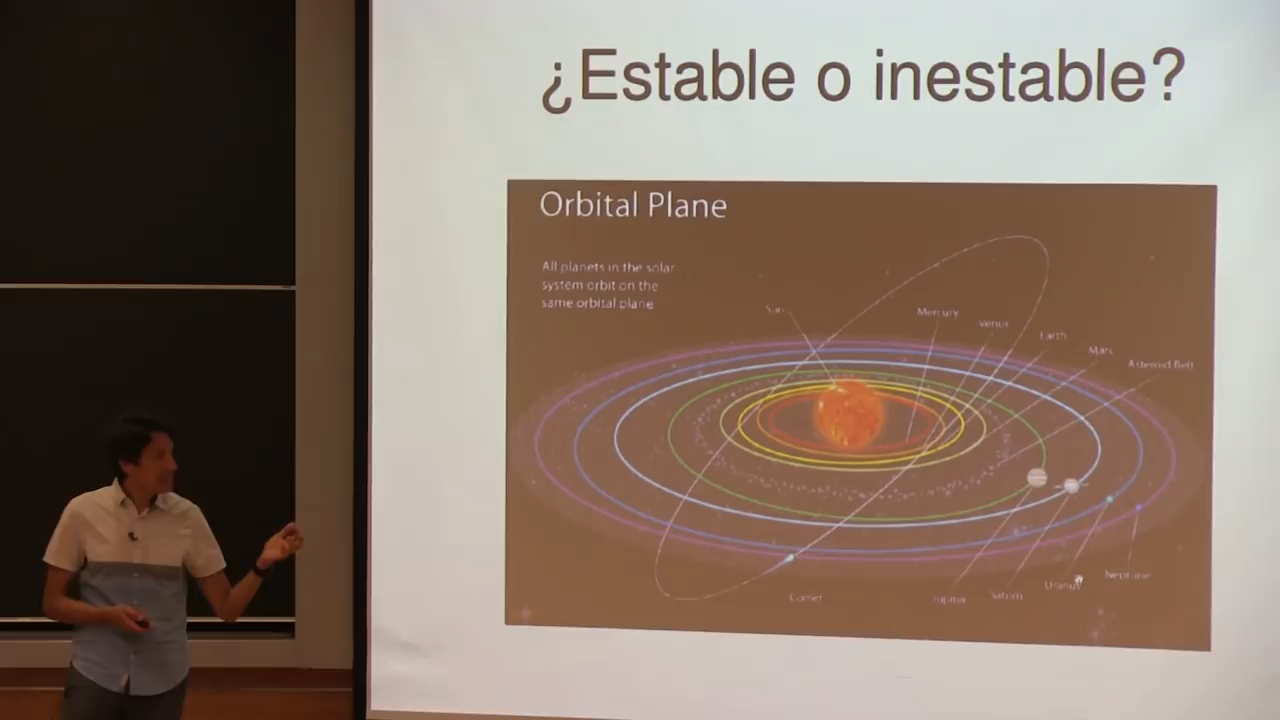 ¿Estable o inestable?
Orbital Plane
All planets in the solar
system orbit on the
same orbital plane
Sun
Mercury
Venus
Earth
Mars
Asteroid Belt
Comet
Jupiter
Saturn
Uranus
Neptune